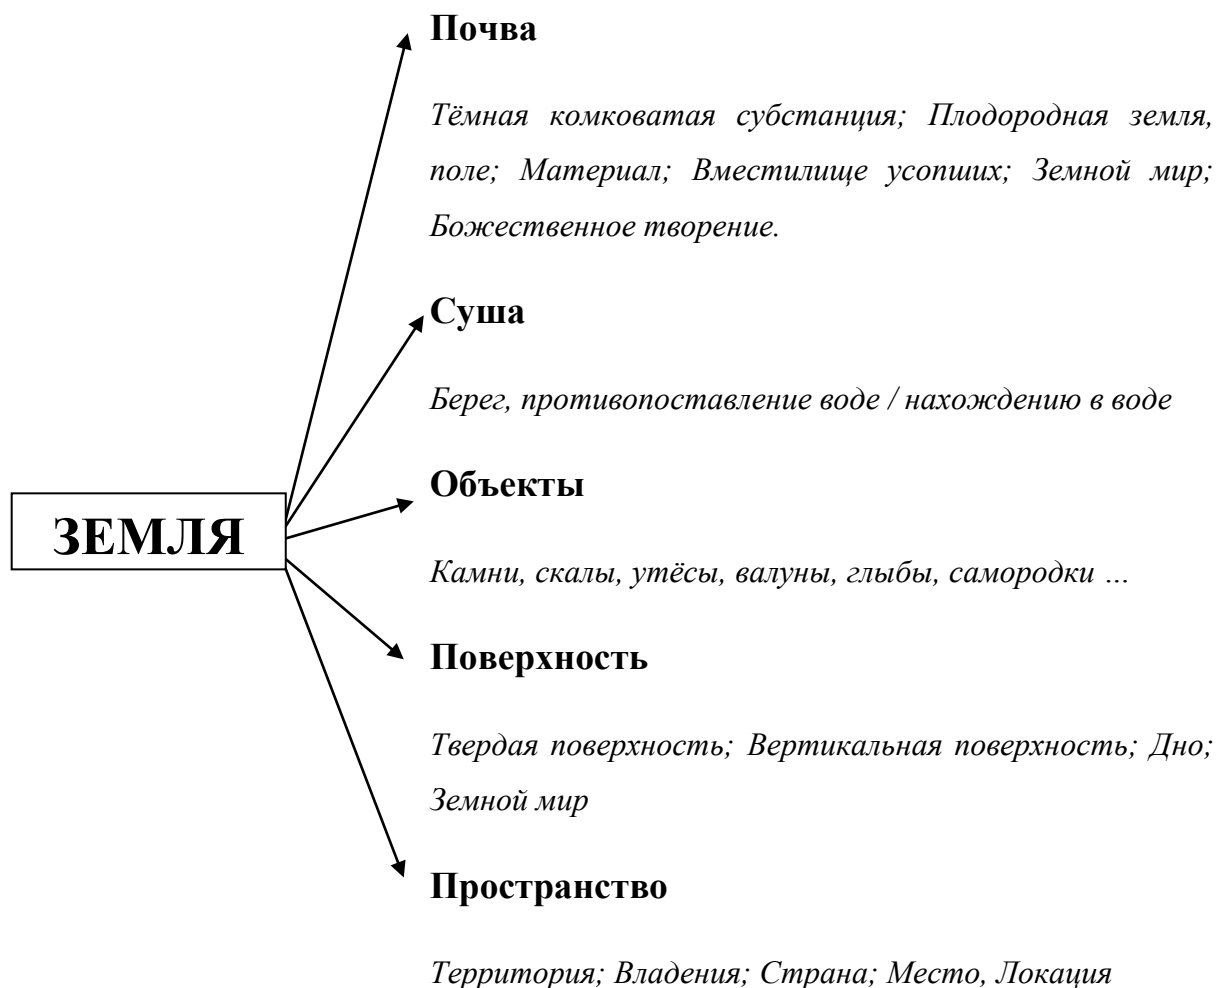 Почва
Тёмная комковатая субстанция; Плодородная земля,
поле; Материал; Вместилище усопших; Земной мир;
Божественное творение.
Суша
Берег, противопоставление воде / нахождению в воде
Объекты
ЗЕМЛЯ
Камни, скалы, утёсы, валуны, глыбы, самородки …
Поверхность
Твердая поверхность; Вертикальная поверхность; Дно;
Земной мир
Пространство
Территория; Владения; Страна; Место, Локация